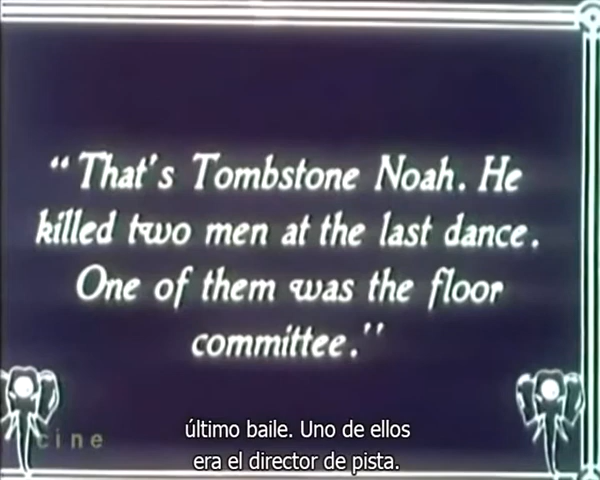 “That's Tombstone Noah. He
killed two men at the last dance.
One of them was the floor
committee.”
cine
último baile. Uno de ellos
era el director de pista.